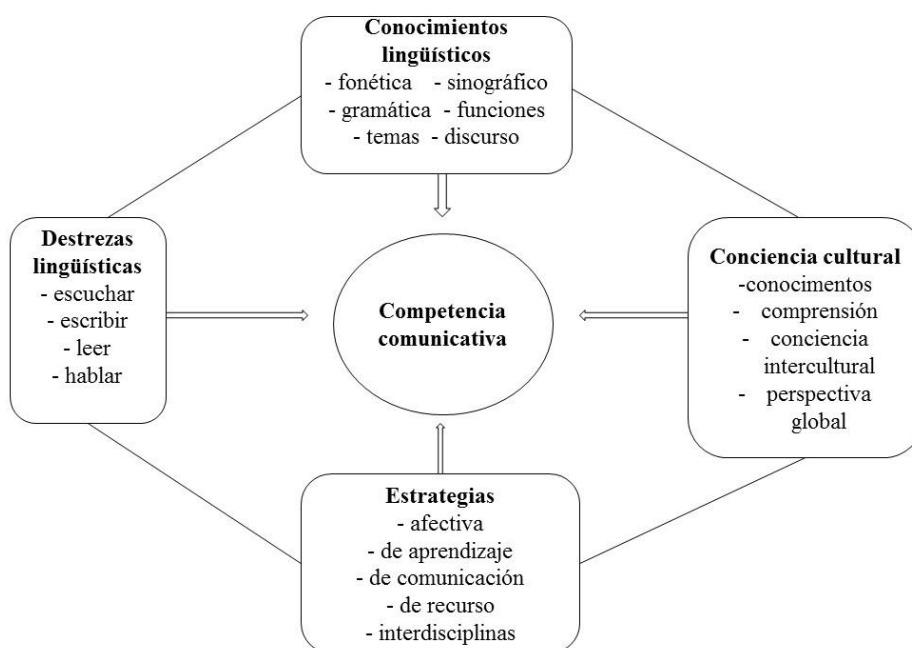 Conocimientos
lingüísticos
- fonética - sinográfico
- gramática - funciones
- temas - discurso
Destrezas
lingüísticas
- escuchar
- escribir
- leer
- hablar
Competencia
comunicativa
Conciencia cultural
-conocimentos
- comprensión
- conciencia
intercultural
- perspectiva
global
Estrategias
- afectiva
- de aprendizaje
- de comunicación
- de recurso
- interdisciplinas